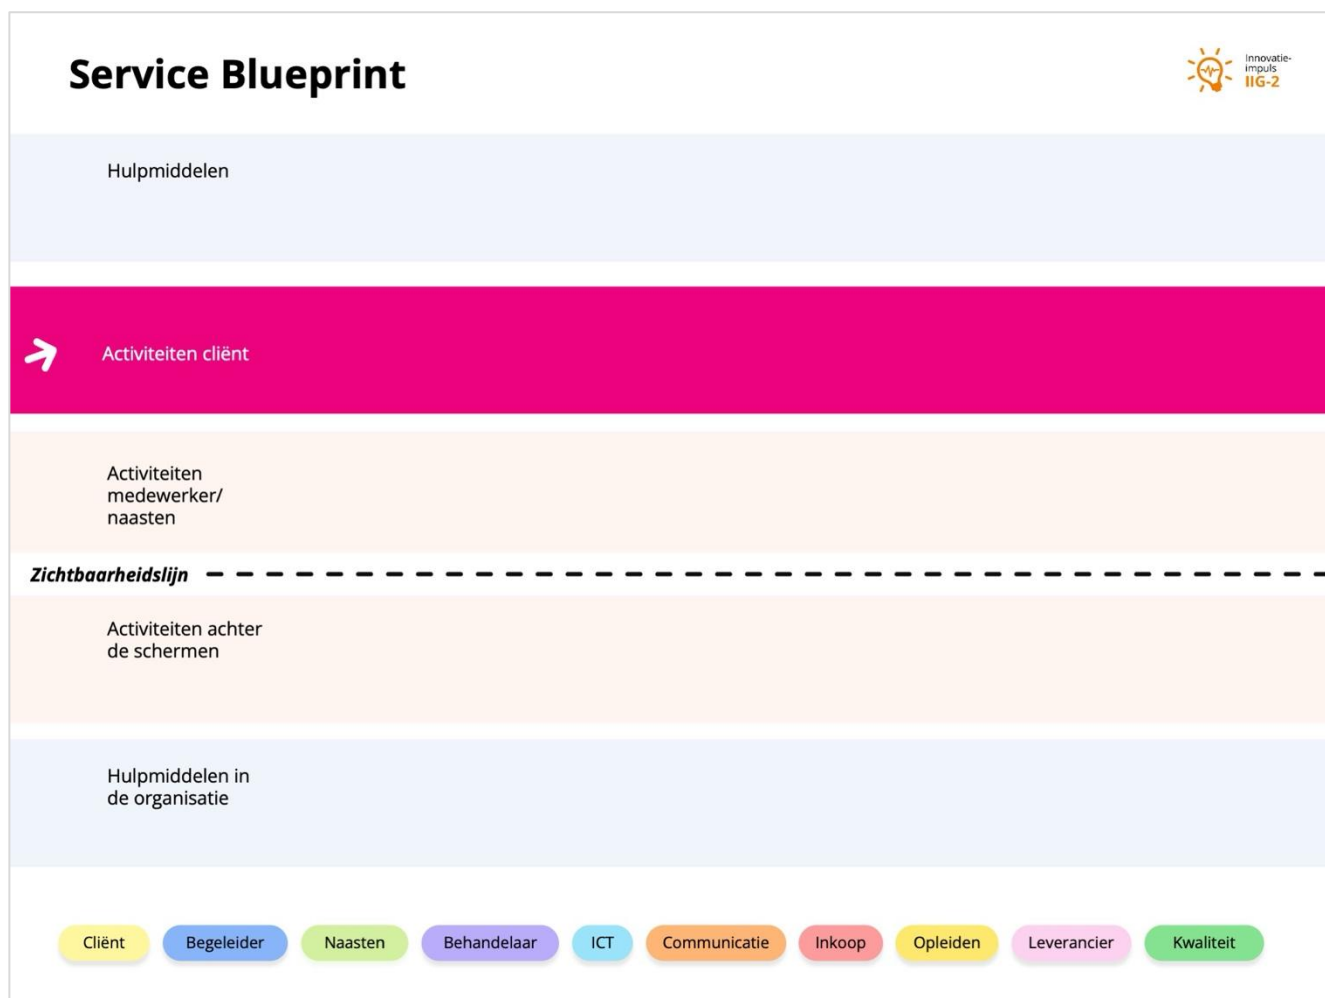 Service Blueprint
Innovatie-
impuls
IIG-2
Hulpmiddelen
Activiteiten cliënt
Activiteiten
medewerker/
naasten
Zichtbaarheidslijn
Activiteiten achter
de schermen
Hulpmiddelen in
de organisatie
Cliënt Begeleider Naasten Behandelaar ICT Communicatie Inkoop Opleiden Leverancier Kwaliteit